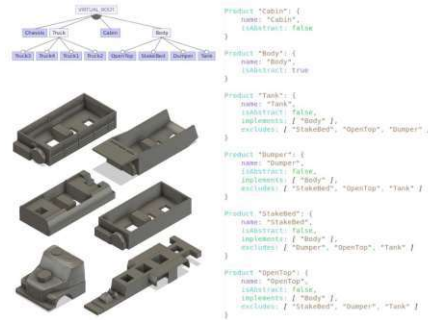 VIRTUAL_ROOT
Chassis Truck Cabin Body
Truck3 Truck4 Truck1 Truck2 OpenTop StakeBed Dumper Tank
Product "Cabin": {
name: "Cabin",
isAbstract: false
}
Product "Body": {
name: "Body",
isAbstract: true
}
Product "Tank": {
name: "Tank",
isAbstract: false,
implements: [ "Body" ],
excludes: [ "StakeBed", "OpenTop", "Dumper" ]
}
Product "Dumper": {
name: "Dumper",
isAbstract: false,
implements: [ "Body" ],
excludes: [ "StakeBed", "OpenTop", "Tank" ]
}
Product "StakeBed": {
name: "StakeBed",
isAbstract: false,
implements: [ "Body" ],
excludes: [ "Dumper", "OpenTop", "Tank" ]
}
Product "OpenTop": {
name: "OpenTop",
isAbstract: false,
implements: [ "Body" ],
excludes: [ "StakeBed", "Dumper", "Tank" ]
}